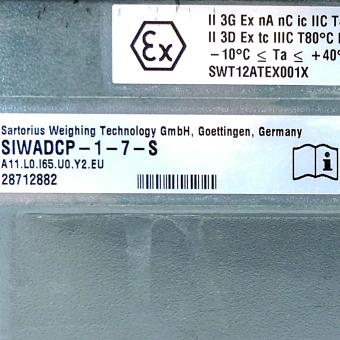 II 3G Ex nA nC ic IIC T
II 3D Ex tc IIIC T80°C
-10°C ≤ Ta ≤ +40°
SWT12ATEX001X
Ex
Sartorius Weighing Technology GmbH, Goettingen, Germany
SIWADCP-1-7-S
A11.L0.I65.U0.Y2.EU
28712882
i